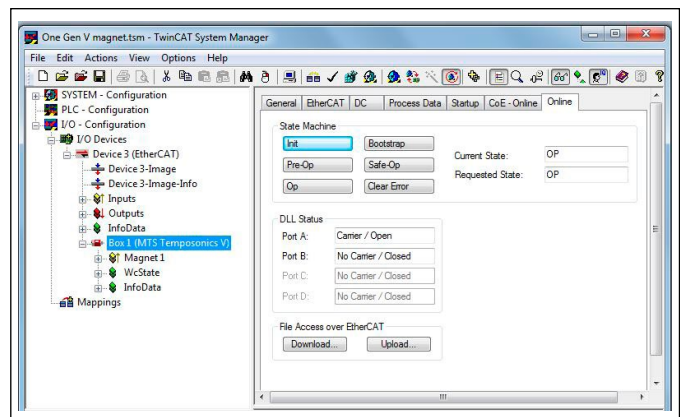 One Gen V magnet.tsm - TwinCAT System Manager
File Edit Actions View Options Help
SYSTEM - Configuration
PLC - Configuration
I/O - Configuration
I/O Devices
Device 3 (EtherCAT)
Device 3-Image
Device 3-Image-Info
Inputs
Outputs
InfoData
Box 1 (MTS Temposonics V)
Magnet 1
WcState
InfoData
Mappings
General EtherCAT DC Process Data Startup CoE - Online Online
State Machine
Init Bootstrap
Pre-Op Safe-Op
Op Clear Error
Current State: OP
Requested State: OP
DLL Status
Port A: Carrier / Open
Port B: No Carrier / Closed
Port C: No Carrier / Closed
Port D: No Carrier / Closed
File Access over EtherCAT
Download... Upload...